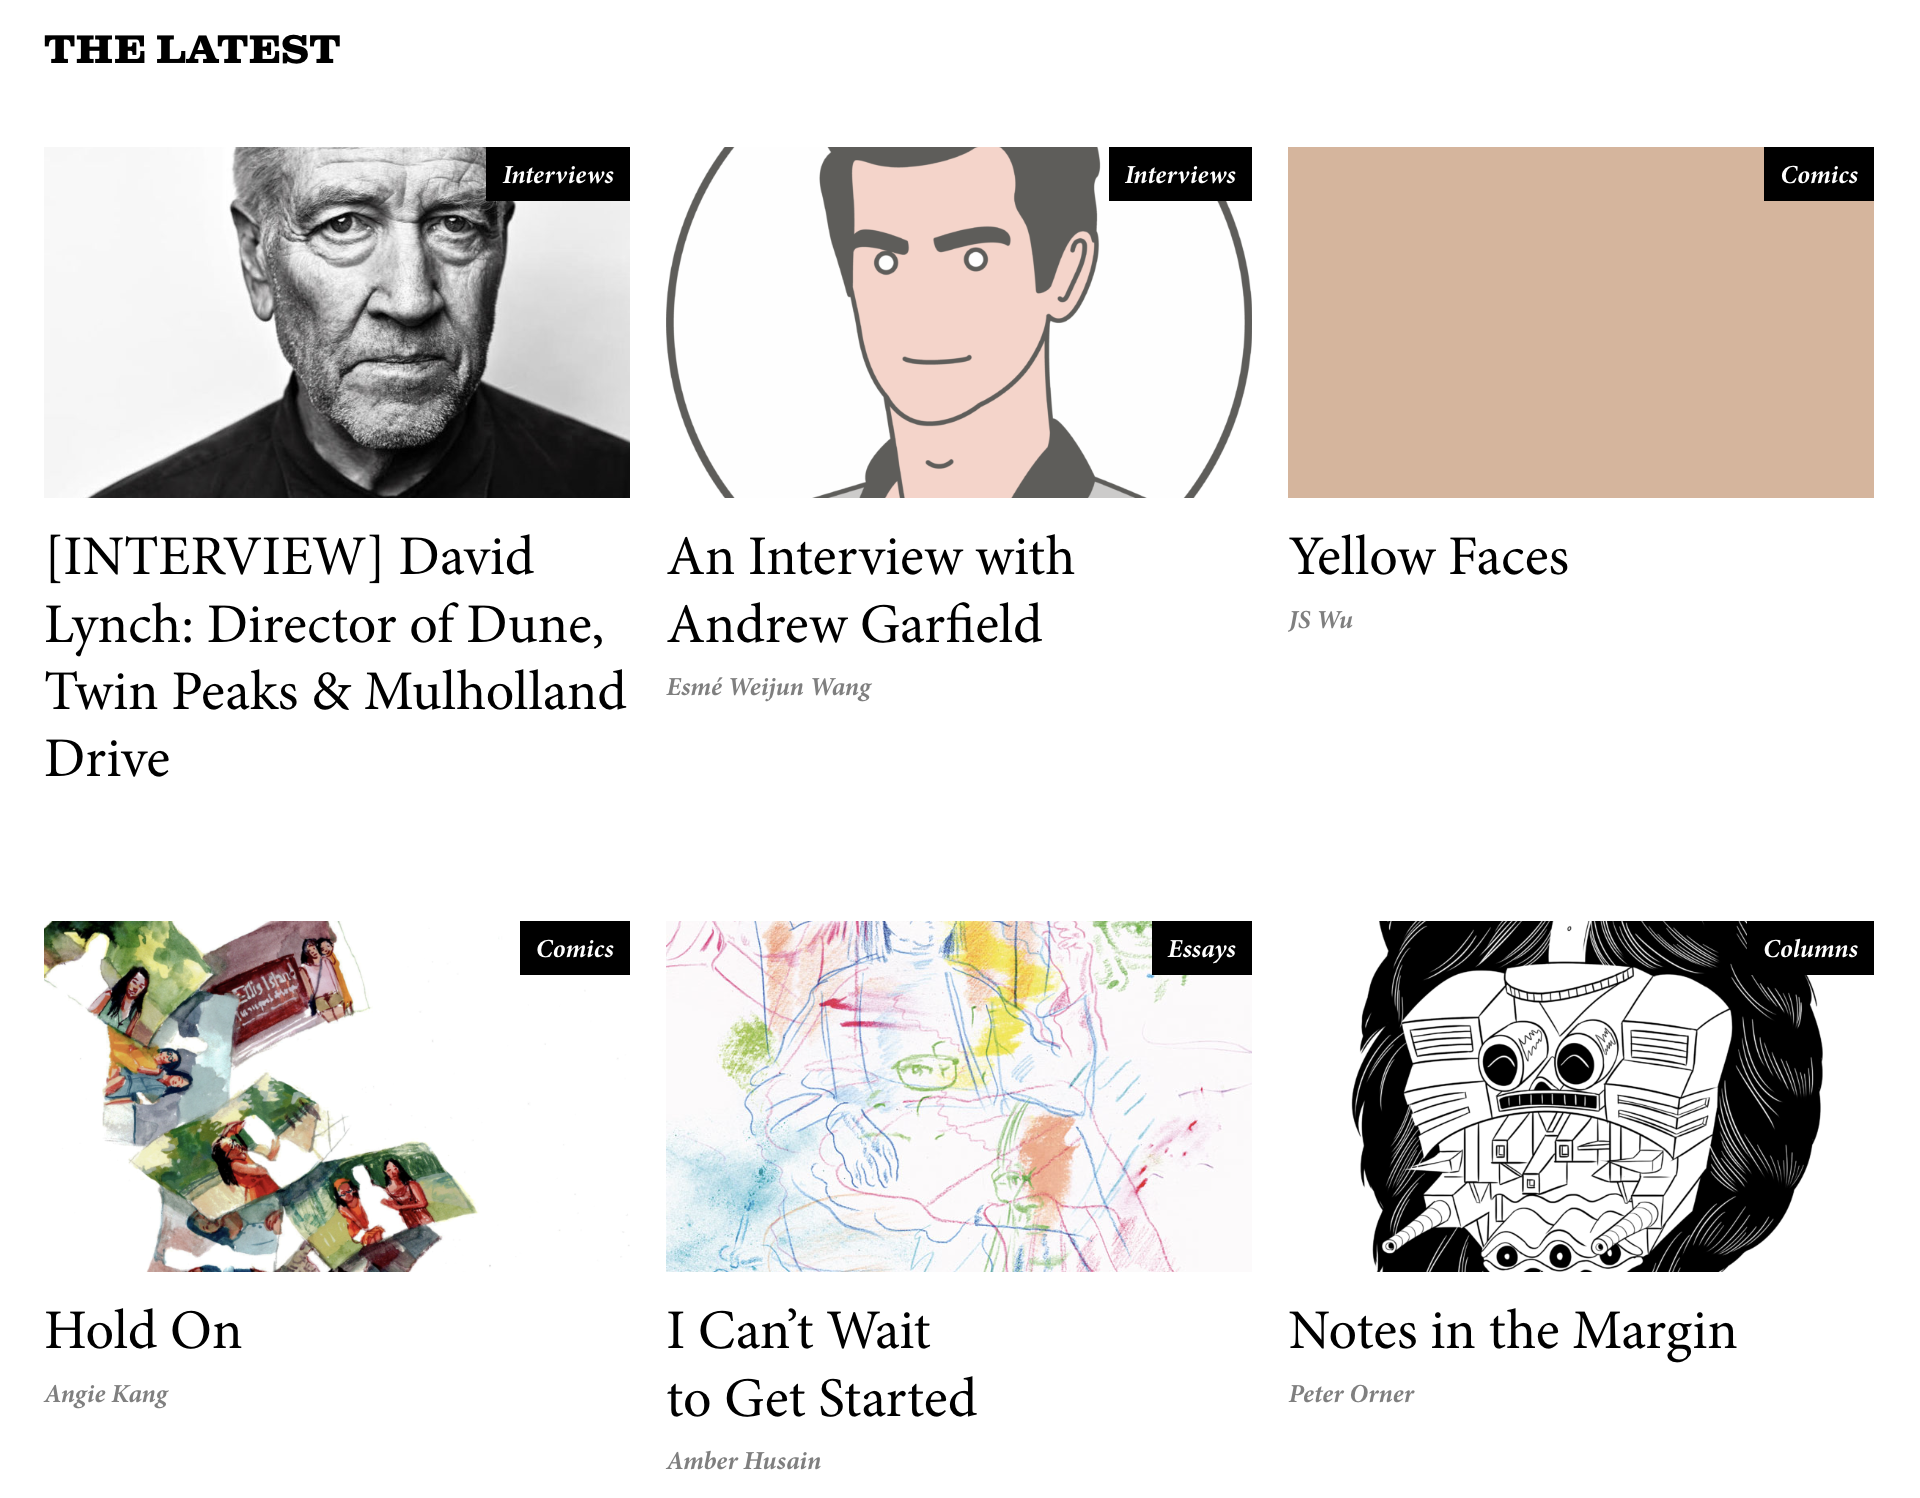 THE LATEST
Interviews
[INTERVIEW] David
Lynch: Director of Dune,
Twin Peaks & Mulholland
Drive
Interviews
An Interview with
Andrew Garfield
Esmé Weijun Wang
Comics
Yellow Faces
JS Wu
Comics
Ellis Isla
Hold On
Angie Kang
Essays
I Can’t Wait
to Get Started
Amber Husain
Columns
Notes in the Margin
Peter Orner